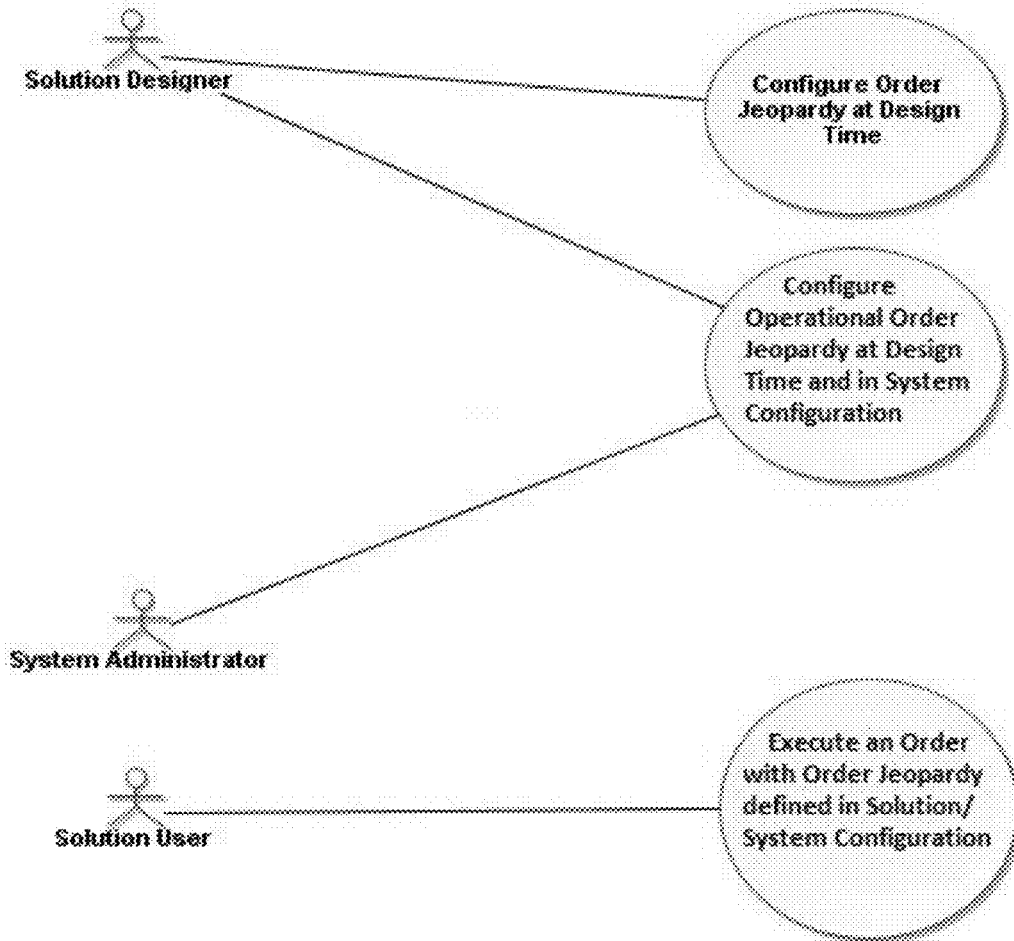 Solution Designer
Configure Order
Jeopardy at Design
Time
Configure
Operational Order
Jeopardy at Design
Time and in System
Configuration
System Administrator
Solution User
Execute an Order
with Order Jeopardy
defined in Solution/
System Configuration